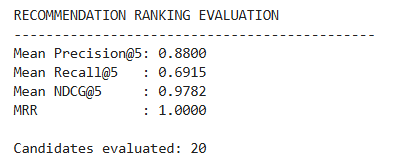 RECOMMENDATION RANKING EVALUATION
---------------------------------------------
Mean Precision@5: 0.8800
Mean Recall@5   : 0.6915
Mean NDCG@5     : 0.9782
MRR             : 1.0000

Candidates evaluated: 20